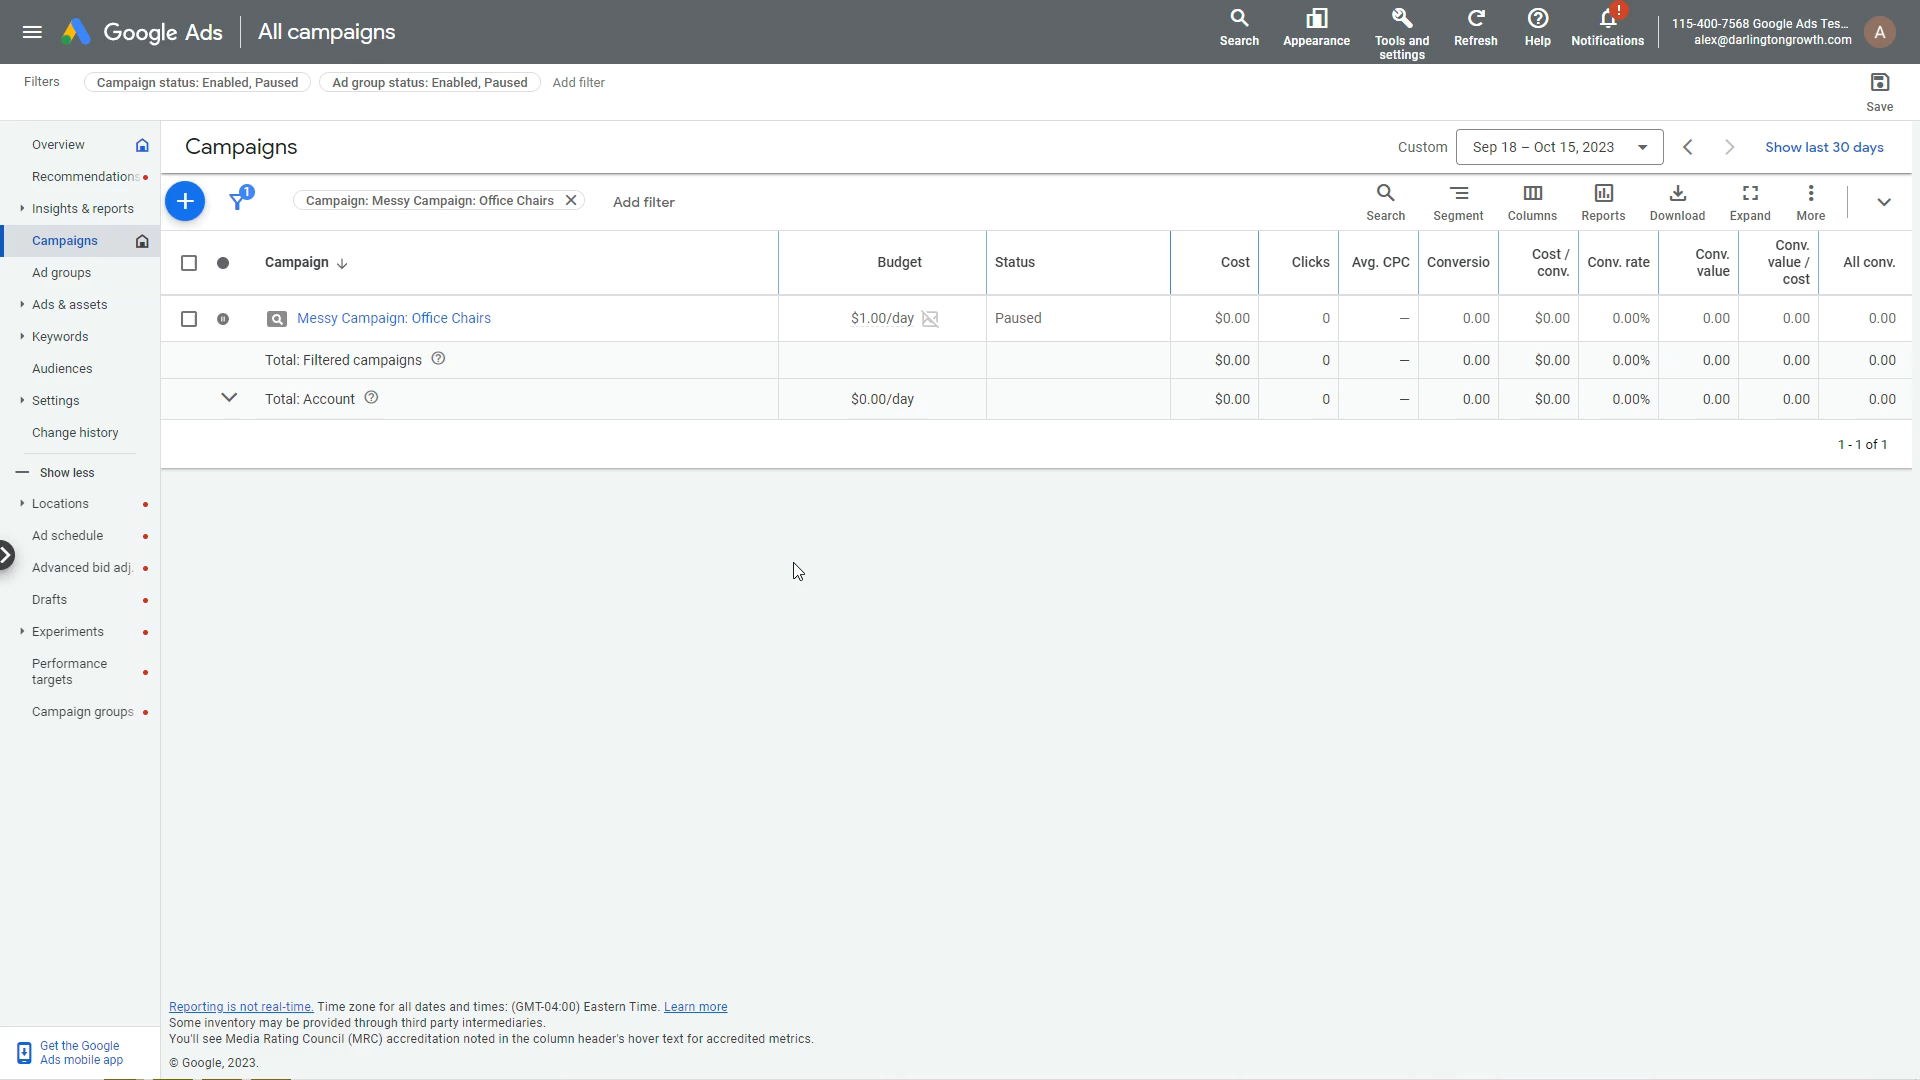 Google Ads
All campaigns
Search
Appearance
Tools and
settings
Refresh
Help
!
Notifications
115-400-7568 Google Ads Tes...
alex@darlingtongrowth.com
A
Filters
Campaign status: Enabled, Paused
Ad group status: Enabled, Paused
Add filter
Save
Overview
Recommendations
Insights & reports
Campaigns
Ad groups
Ads & assets
Keywords
Audiences
Settings
Change history
Show less
Locations
Ad schedule
Advanced bid adj.
Drafts
Experiments
Performance
targets
Campaign groups
Get the Google
Ads mobile app
Campaigns
Custom
Sep 18 – Oct 15, 2023
Show last 30 days
1
Campaign: Messy Campaign: Office Chairs
Add filter
Search
Segment
Columns
Reports
Download
Expand
More
Campaign
Budget
Status
Cost
Clicks
Avg. CPC
Conversio
Cost /
conv.
Conv. rate
Conv.
value
Conv.
value /
cost
All conv.
Messy Campaign: Office Chairs $1.00/day Paused $0.00 0 — 0.00 $0.00 0.00% 0.00 0.00 0.00
Total: Filtered campaigns $0.00 0 — 0.00 $0.00 0.00% 0.00 0.00 0.00
Total: Account $0.00/day $0.00 0 — 0.00 $0.00 0.00% 0.00 0.00 0.00
1 - 1 of 1
Reporting is not real-time. Time zone for all dates and times: (GMT-04:00) Eastern Time. Learn more
Some inventory may be provided through third party intermediaries.
You'll see Media Rating Council (MRC) accreditation noted in the column header's hover text for accredited metrics.
© Google, 2023.